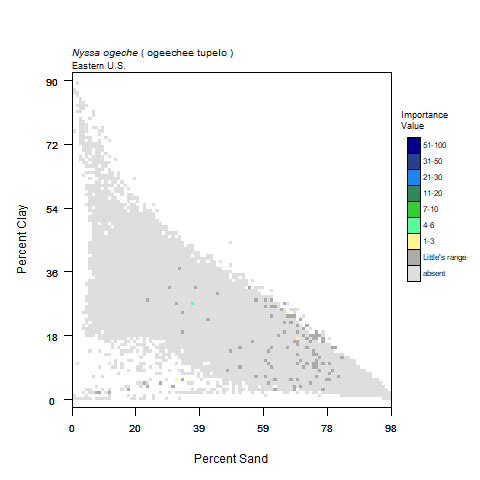 Nyssa ogeche ( ogeechee tupelo )
Eastern U.S.
90
72
54
36
18
0
0
20
39
59
78
98
Percent Clay
Percent Sand
Importance
Value
51-100
31-50
21-30
11-20
7-10
4-6
1-3
Little's range
absent